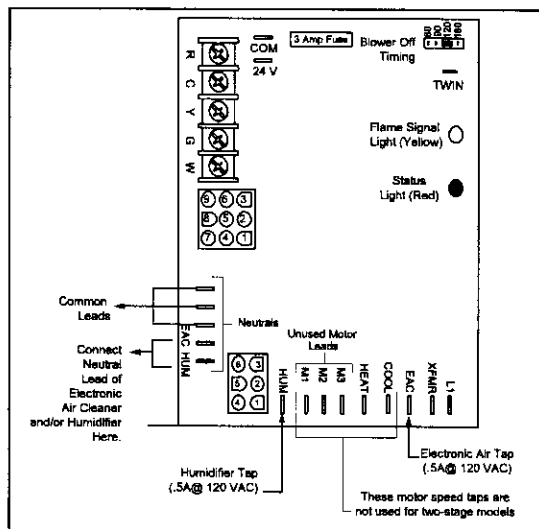 COM
3 Amp Fuse
24 V
Blower Off
Timing
60
90
120
180
TWIN
R
C
Y
G
W
Flame Signal
Light (Yellow)
Status
Light (Red)
9 6 3
8 5 2
7 4 1
Common
Leads
Neutrals
EAC
HUM
Connect
Neutral
Lead of
Electronic
Air Cleaner
and/or Humidifier
Here.
6 3
5 2
4 1
Unused Motor
Leads
HUM
M1
M2
M3
HEAT
COOL
EAC
XFMR
L1
Humidifier Tap
(.5A@ 120 VAC)
Electronic Air Tap
(.5A@ 120 VAC)
These motor speed taps are
not used for two-stage models